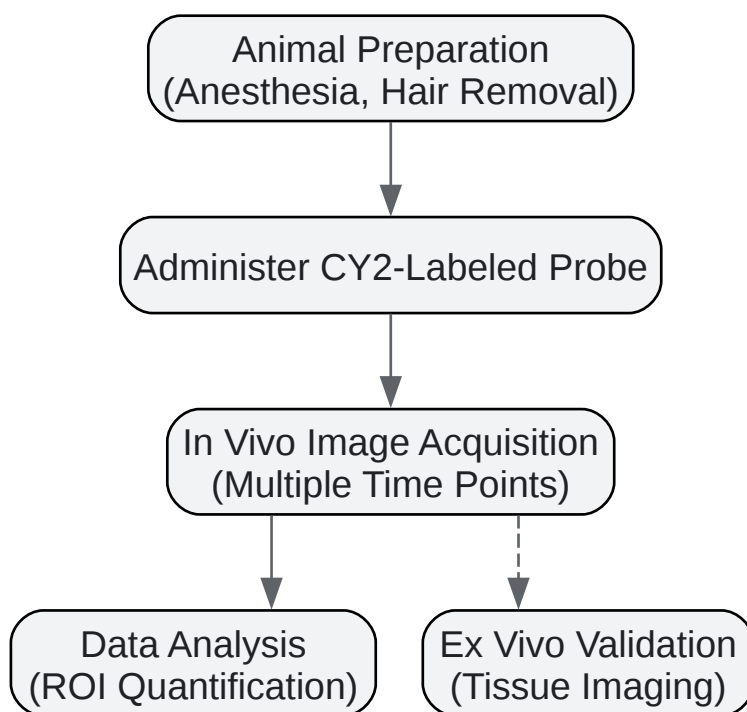 Animal Preparation
(Anesthesia, Hair Removal)
Administer CY2-Labeled Probe
In Vivo Image Acquisition
(Multiple Time Points)
Data Analysis
(ROI Quantification)
Ex Vivo Validation
(Tissue Imaging)